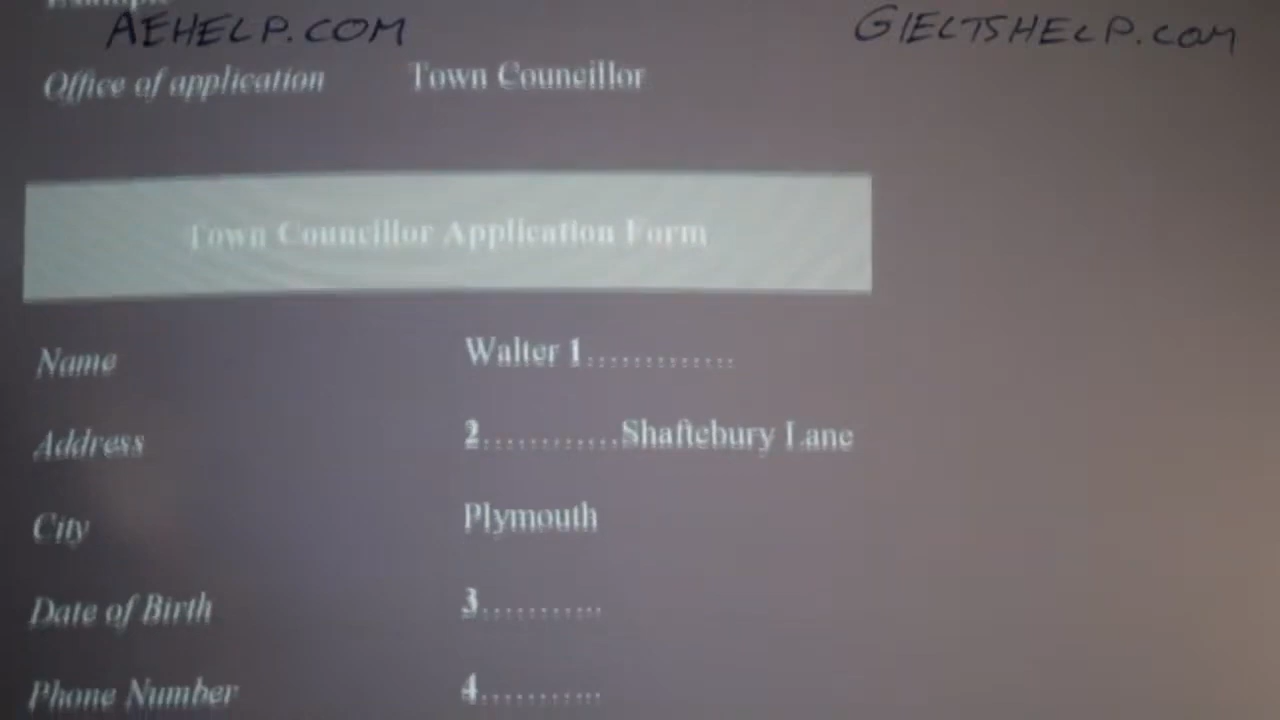 Example
AEHELP.COM
GIELTSHELP.COM
Office of application Town Councillor
Town Councillor Application Form
Name Walter 1.............
Address 2............Shaftebury Lane
City Plymouth
Date of Birth 3...........
Phone Number 4...........